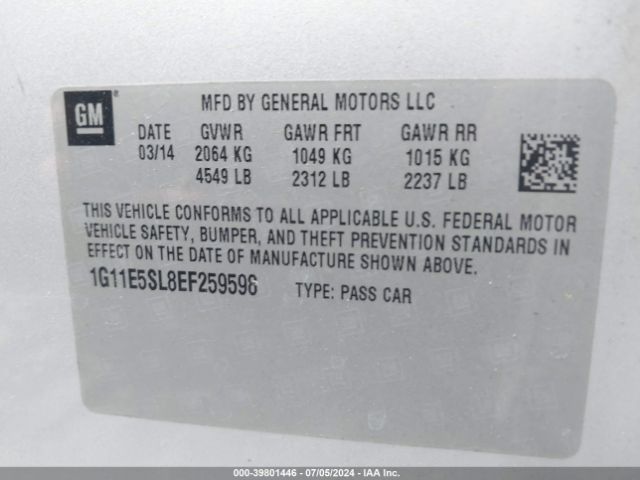 GM®
MFD BY GENERAL MOTORS LLC
DATE GVWR GAWR FRT GAWR RR
03/14 2064 KG 1049 KG 1015 KG
4549 LB 2312 LB 2237 LB
THIS VEHICLE CONFORMS TO ALL APPLICABLE U.S. FEDERAL MOTOR
VEHICLE SAFETY, BUMPER, AND THEFT PREVENTION STANDARDS IN
EFFECT ON THE DATE OF MANUFACTURE SHOWN ABOVE.
1G11E5SL8EF259596 TYPE: PASS CAR
000-39801446 - 07/05/2024 - IAAI.com